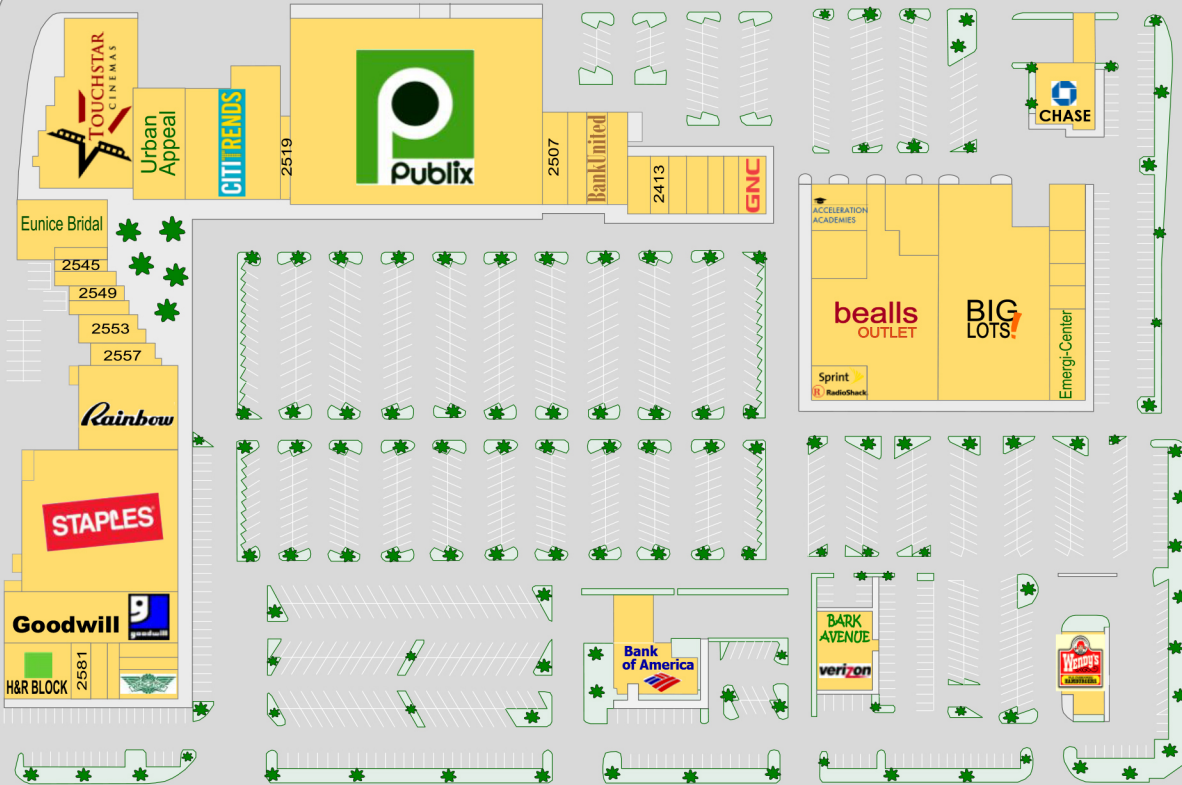 TOUCHSTAR
CINEMAS
Urban
Appeal
CITITRENDS
2519
Publix
2507
BankUnited
2413
GNC
CHASE
Eunice Bridal
2545
2549
2553
2557
Rainbow
STAPLES
Goodwill
goodwill
H&R BLOCK
2581
ACCELERATION
ACADEMIES
bealls
OUTLET
BIG
LOTS!
Emergi-Center
Sprint
R RadioShack
Bank
of America
BARK
AVENUE
verizon
WENDY'S
HAMBURGERS